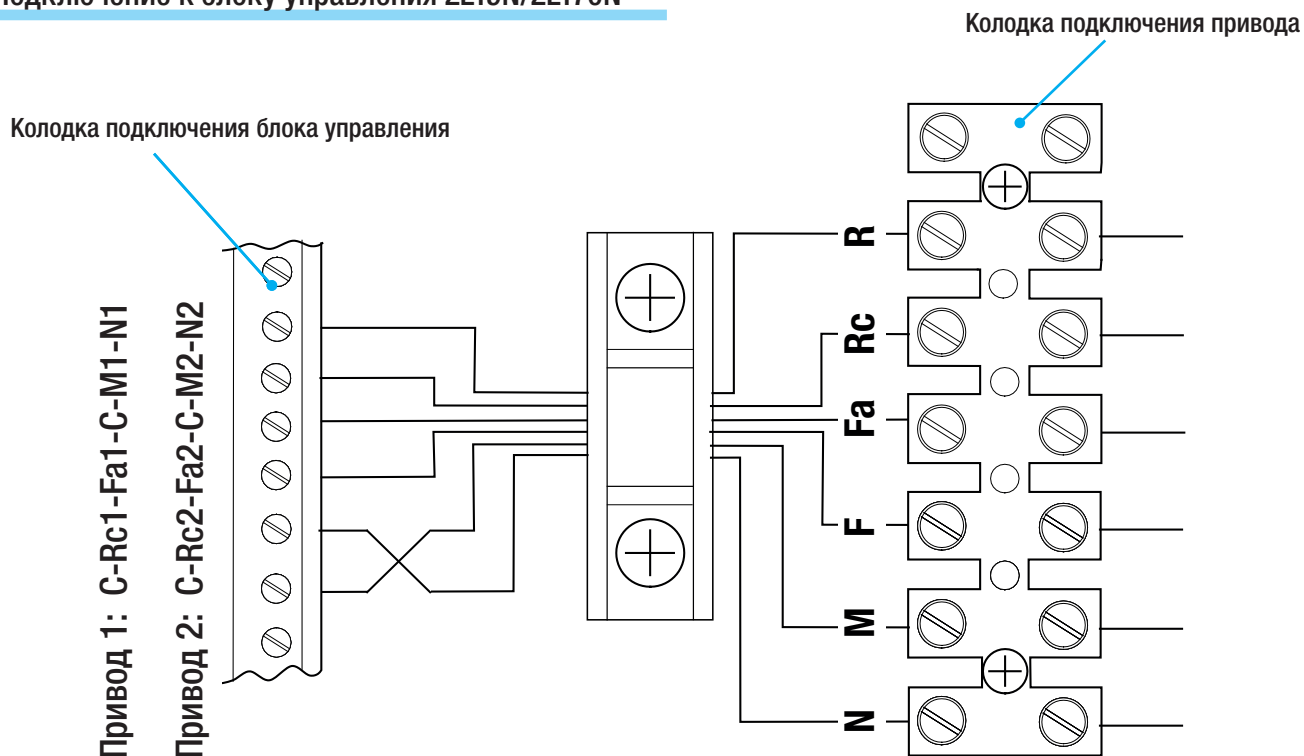 Колодка подключения привода
Колодка подключения блока управления
Привод 1: C-Rc1-Fa1-C-M1-N1
Привод 2: C-Rc2-Fa2-C-M2-N2
R
Rc
Fa
F
M
N